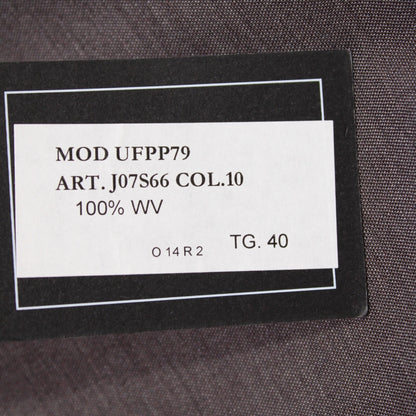 MOD UFPP79
ART. J07S66 COL.10
100% WV
O 14 R 2 TG. 40